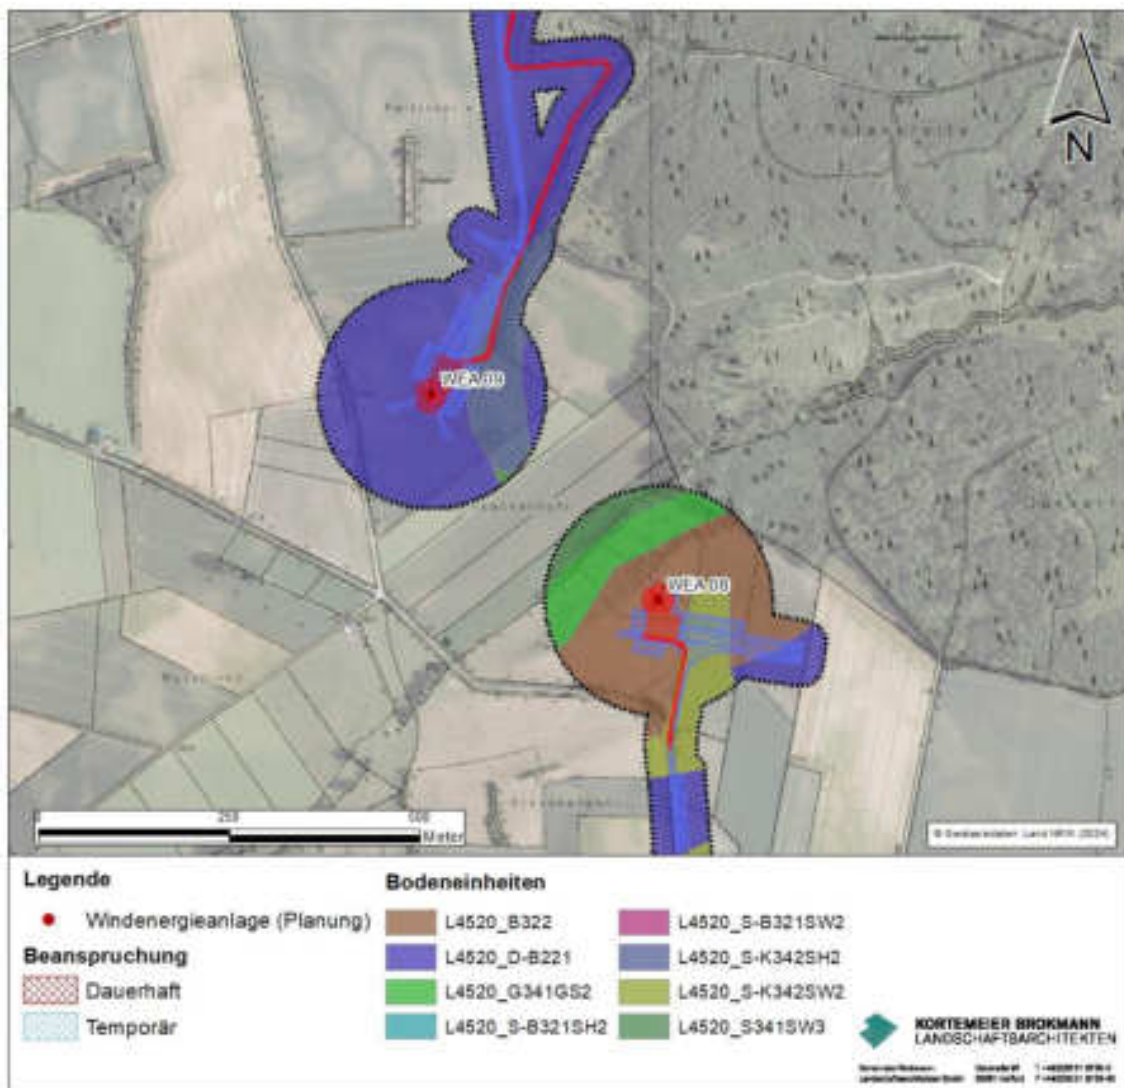 N
WEA 09
WEA 08
0 250 500
Meter
Legende
Windenergieanlage (Planung)
Beanspruchung
Dauerhaft
Temporär
Bodeneinheiten
L4520_B322
L4520_D-B221
L4520_G341GS2
L4520_S-B321SH2
L4520_S-B321SW2
L4520_S-K342SH2
L4520_S-K342SW2
L4520_S341SW3
KORTEMEIER BROKMANN
LANDSCHAFTSARCHITEKTEN